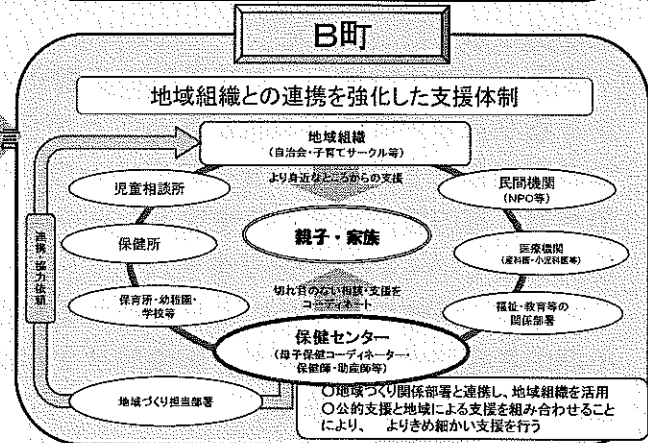 B町
地域組織との連携を強化した支援体制
地域組織
(自治会・子育てサークル等)
より身近なところからの支援
児童相談所
民間機関
(NPO等)
親子・家族
保健所
医療機関
(産科医・小児科医等)
連携・協力依頼
切れ目のない相談・支援を
コーディネート
保育所・幼稚園・
学校等
福祉・教育等の
関係部署
保健センター
(母子保健コーディネーター・
保健師・助産師等)
地域づくり担当部署
○地域づくり関係部署と連携し、地域組織を活用
○公的支援と地域による支援を組み合わせること
により、 よりきめ細かい支援を行う